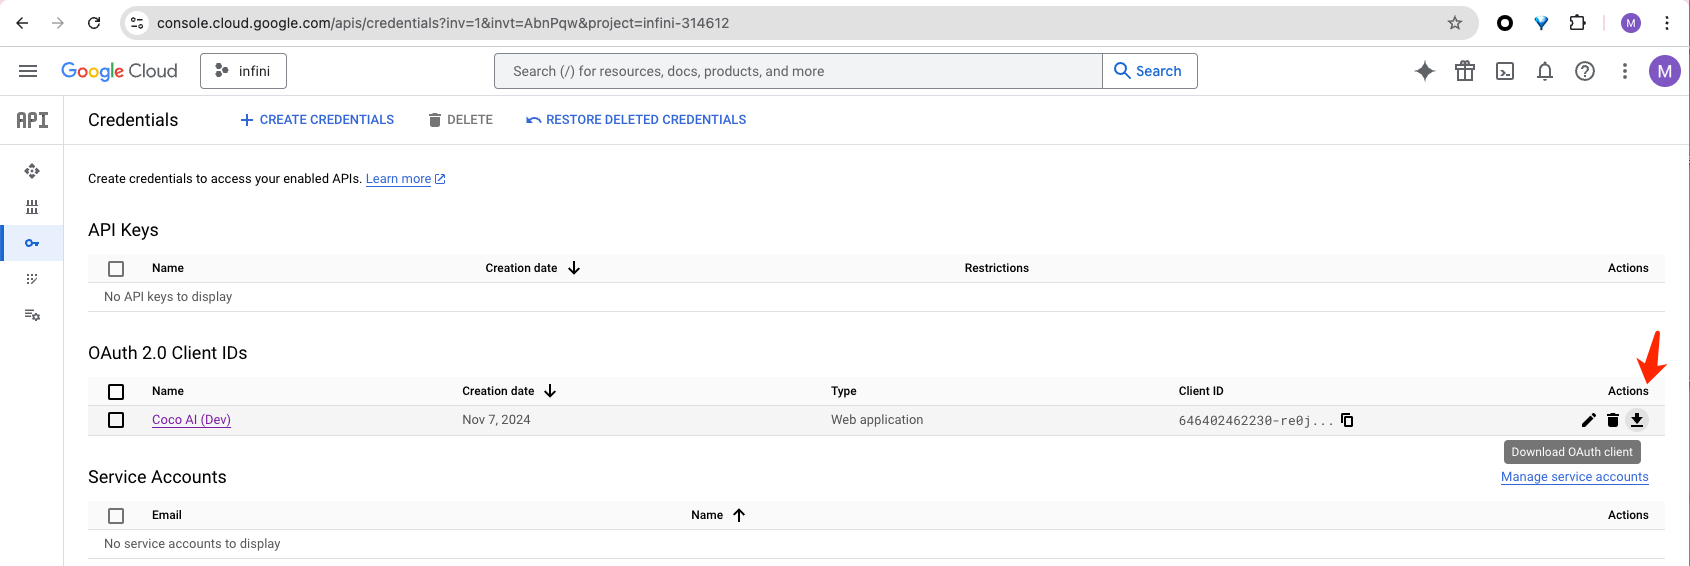 console.cloud.google.com/apis/credentials?inv=1&invt=AbnPqw&project=infini-314612
M
Google Cloud
infini
Search (/) for resources, docs, products, and more
Search
M
API
Credentials
CREATE CREDENTIALS
DELETE
RESTORE DELETED CREDENTIALS
Create credentials to access your enabled APIs. Learn more
API Keys
Name Creation date Restrictions Actions
No API keys to display
OAuth 2.0 Client IDs
Name Creation date Type Client ID Actions
Coco AI (Dev) Nov 7, 2024 Web application 646402462230-re0j...
Download OAuth client
Service Accounts
Manage service accounts
Email Name Actions
No service accounts to display